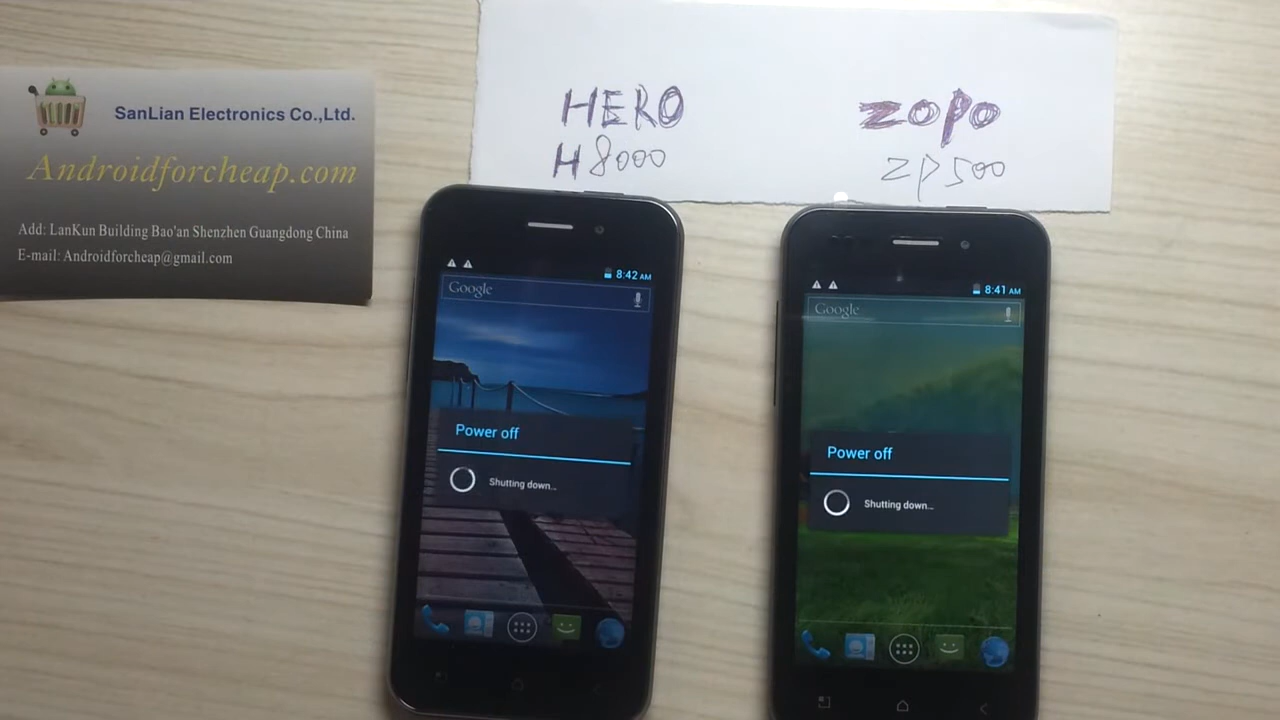 SanLian Electronics Co.,Ltd.
Androidforcheap.com
Add: LanKun Building Bao'an Shenzhen Guangdong China
E-mail: Androidforcheap@gmail.com
HERO
H8000
ZOPO
ZP500
8:42 AM
Google
Power off
Shutting down...
8:41 AM
Google
Power off
Shutting down...